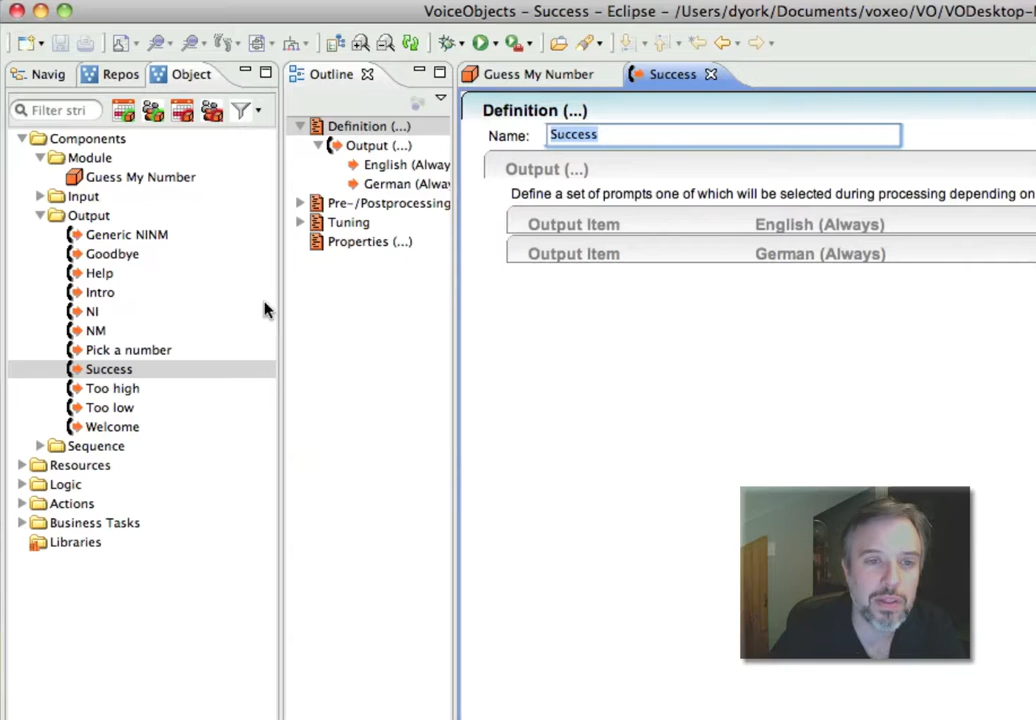 VoiceObjects – Success – Eclipse – /Users/dyork/Documents/voxeo/VO/VODesktop-
Navig
Repos
Object
Outline
Guess My Number
Success
Filter stri
Components
Module
Guess My Number
Input
Output
Generic NINM
Goodbye
Help
Intro
NI
NM
Pick a number
Success
Too high
Too low
Welcome
Sequence
Resources
Logic
Actions
Business Tasks
Libraries
Definition (...)
Output (...)
English (Alway
German (Alwa
Pre-/Postprocessing
Tuning
Properties (...)
Definition (...)
Name: Success
Output (...)
Define a set of prompts one of which will be selected during processing depending on
Output Item English (Always)
Output Item German (Always)